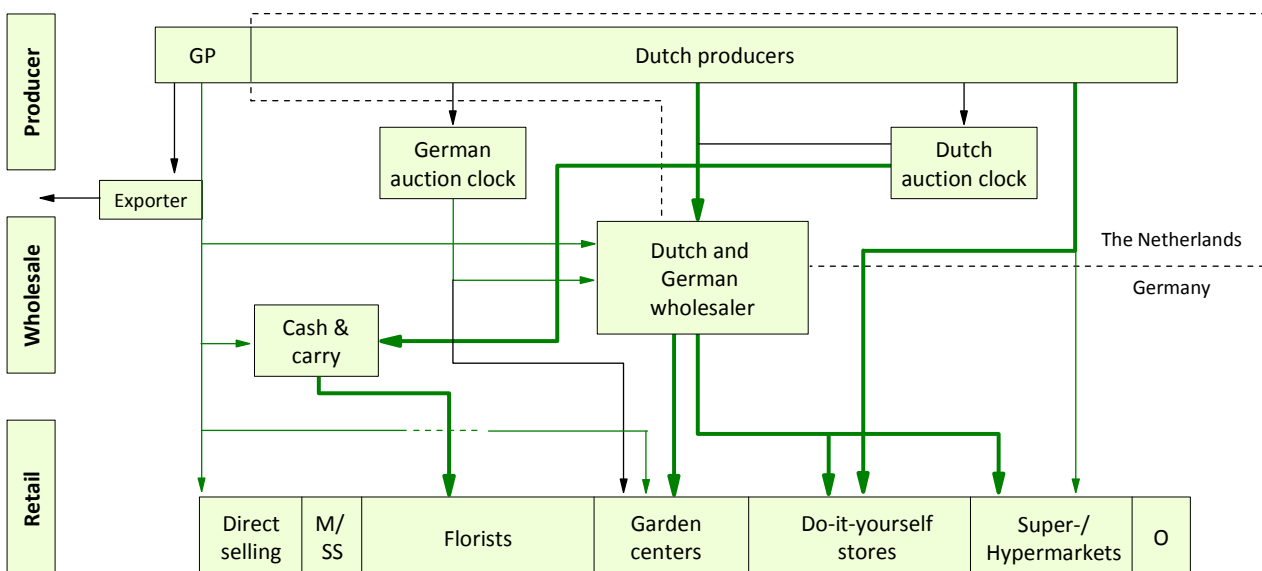 Producer
GP
Dutch producers
German
auction clock
Dutch
auction clock
Exporter
Wholesale
Dutch and
German
wholesaler
The Netherlands
Germany
Cash &
carry
Retail
Direct
selling
M/
SS
Florists
Garden
centers
Do-it-yourself
stores
Super-/
Hypermarkets
O